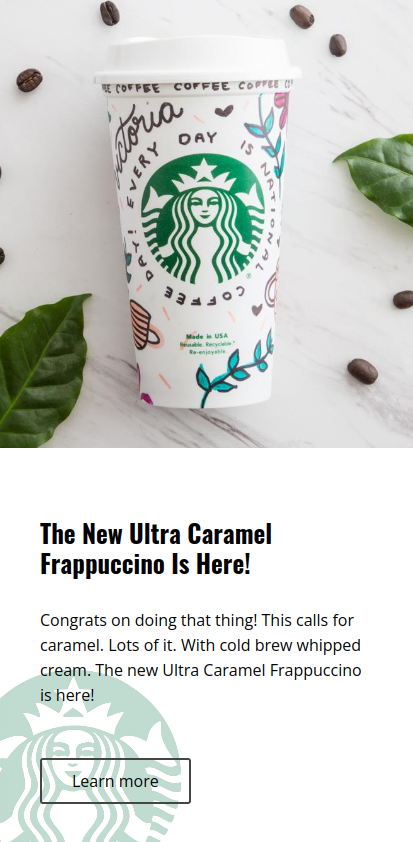 COFFEE COFFEE COFFEE
Victoria
EVERY DAY IS NATIONAL COFFEE DAY!
Made in USA
Reusable, Recyclable,
Re-enjoyable
The New Ultra Caramel
Frappuccino Is Here!
Congrats on doing that thing! This calls for
caramel. Lots of it. With cold brew whipped
cream. The new Ultra Caramel Frappuccino
is here!
Learn more